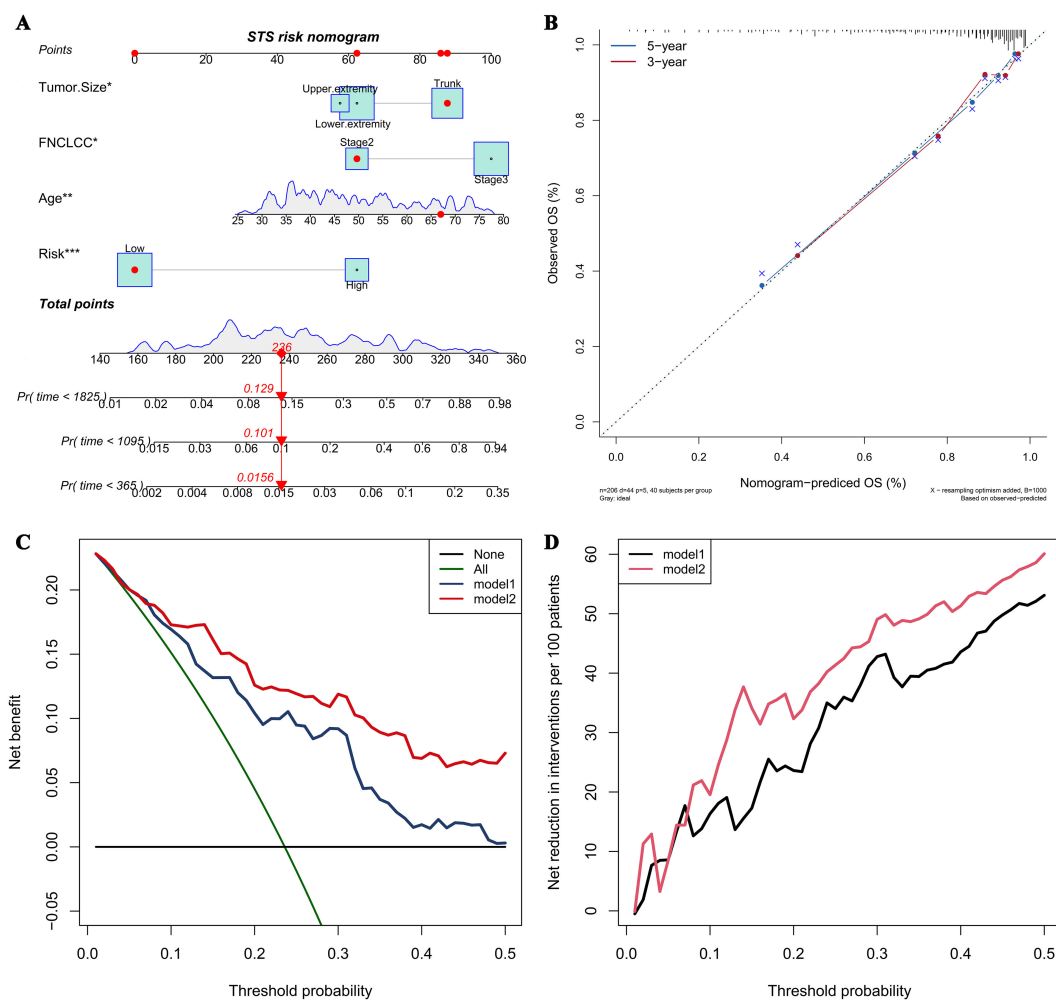 A
STS risk nomogram
Points
0 20 40 60 80 100
Tumor.Size*
Upper.extremity
Trunk
Lower.extremity
FNCLCC*
Stage2
Stage3
Age**
25 30 35 40 45 50 55 60 65 70 75 80
Risk***
Low
High
Total points
236
140 160 180 200 220 240 260 280 300 320 340 360
0.129
Pr( time < 1825)
0.01 0.02 0.04 0.08 0.15 0.3 0.5 0.7 0.88 0.98
0.101
Pr( time < 1095)
0.015 0.03 0.06 0.1 0.2 0.4 0.6 0.8 0.94
0.0156
Pr( time < 365)
0.002 0.004 0.008 0.015 0.03 0.06 0.1 0.2 0.35
B
5-year
3-year
Observed OS (%)
1.0
0.8
0.6
0.4
0.2
0.0
0.0 0.2 0.4 0.6 0.8 1.0
Nomogram-prediced OS (%)
n=206 d=44 p=5, 40 subjects per group
Gray: ideal
X - resampling optimism added, B=1000
Based on observed-predicted
C
None
All
model1
model2
Net benefit
0.20
0.15
0.10
0.05
0.00
-0.05
0.0 0.1 0.2 0.3 0.4 0.5
Threshold probability
D
model1
model2
Net reduction in interventions per 100 patients
60
50
40
30
20
10
0
0.0 0.1 0.2 0.3 0.4 0.5
Threshold probability